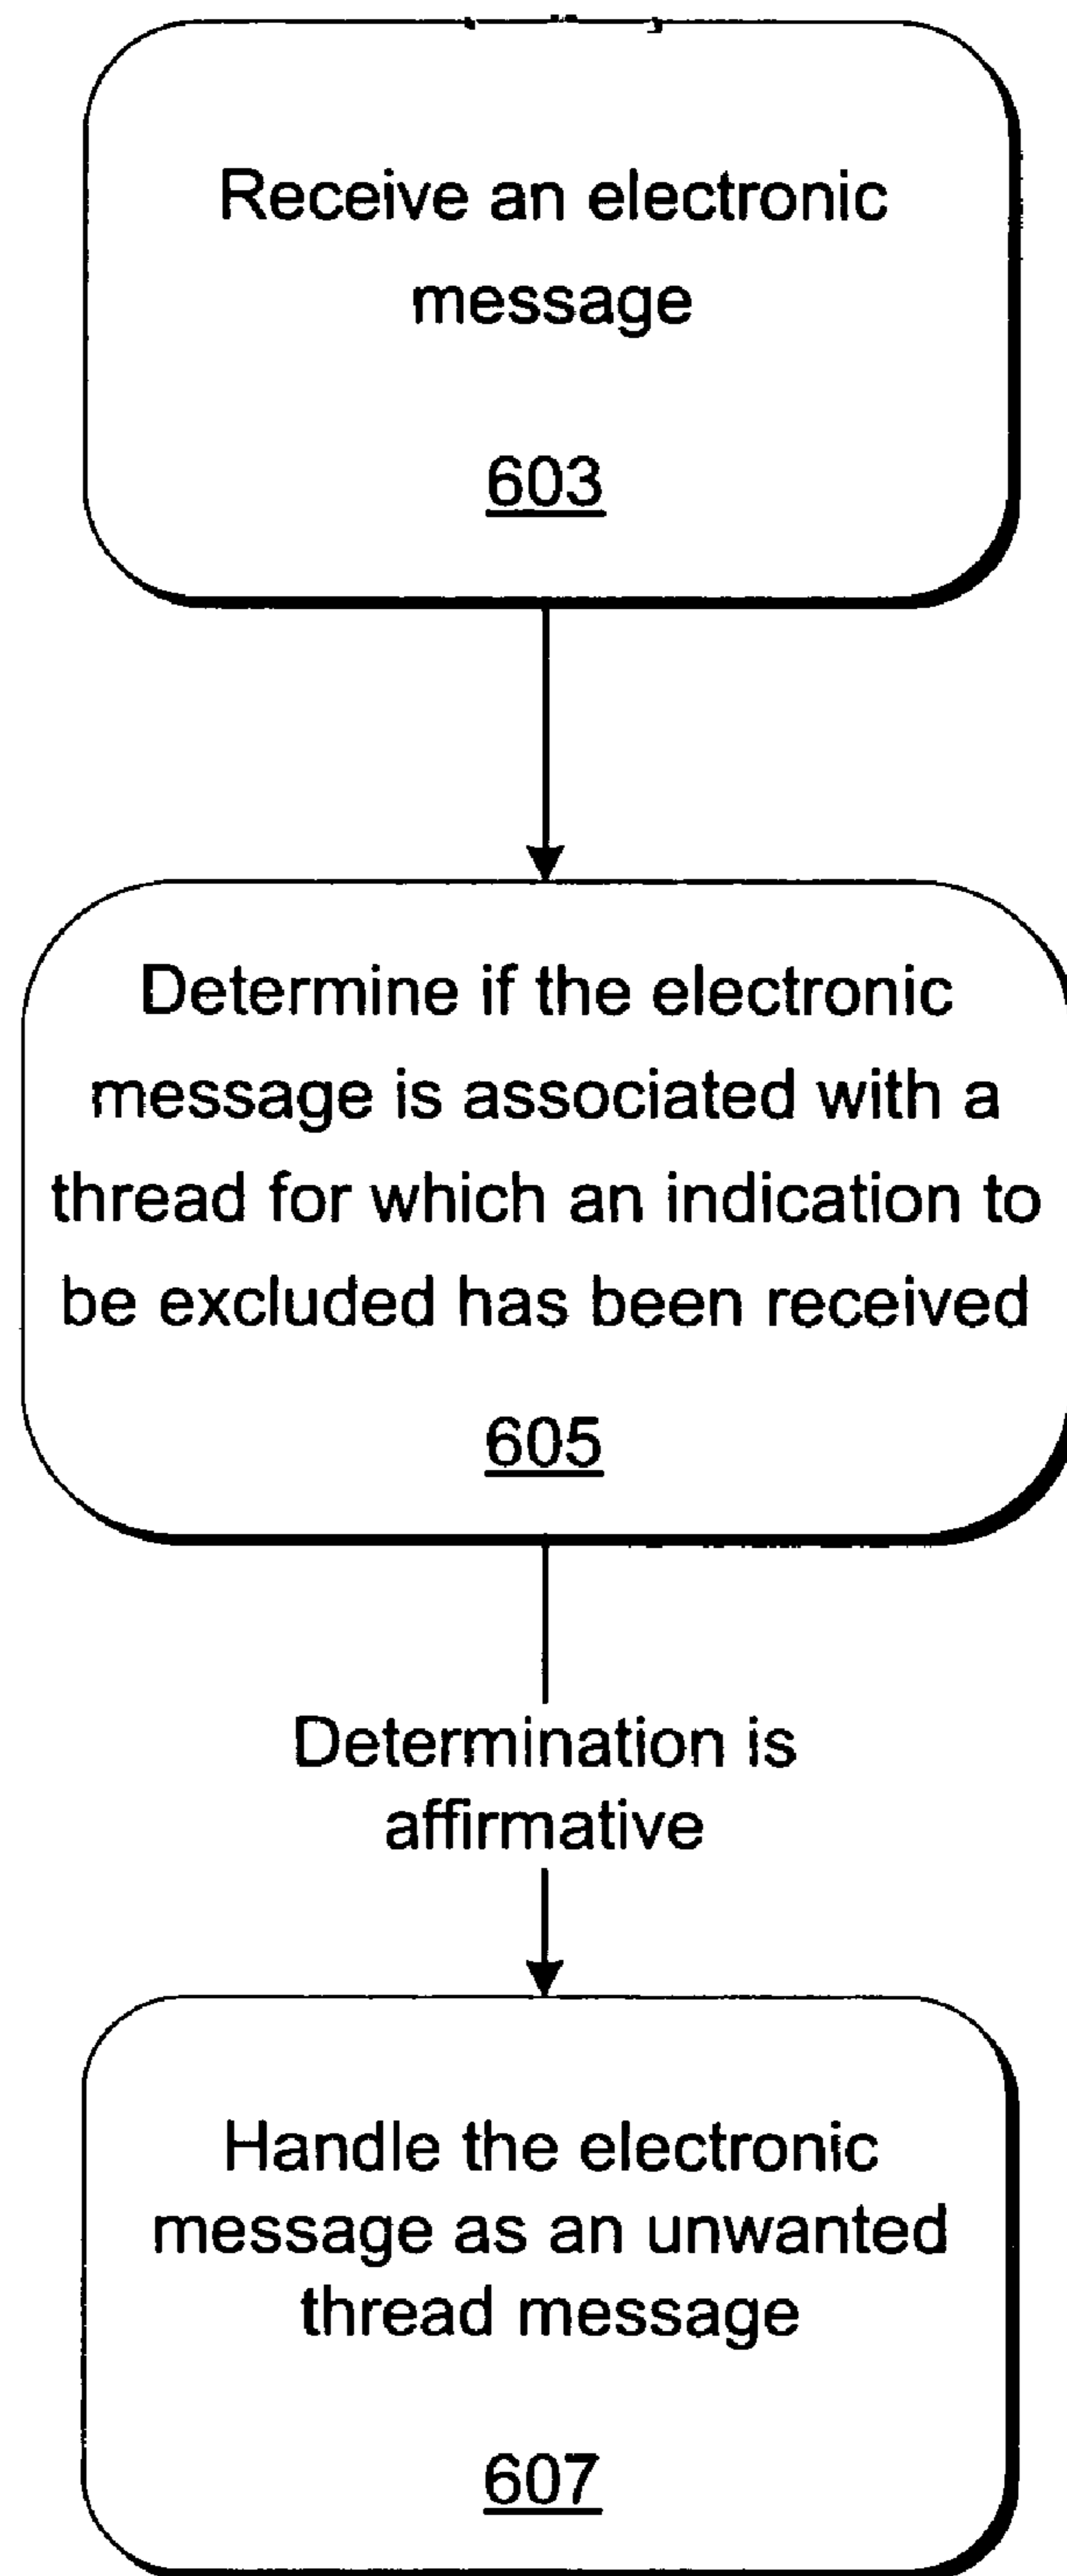 Receive an electronic
message
603
Determine if the electronic
message is associated with a
thread for which an indication to
be excluded has been received
605
Determination is
affirmative
Handle the electronic
message as an unwanted
thread message
607